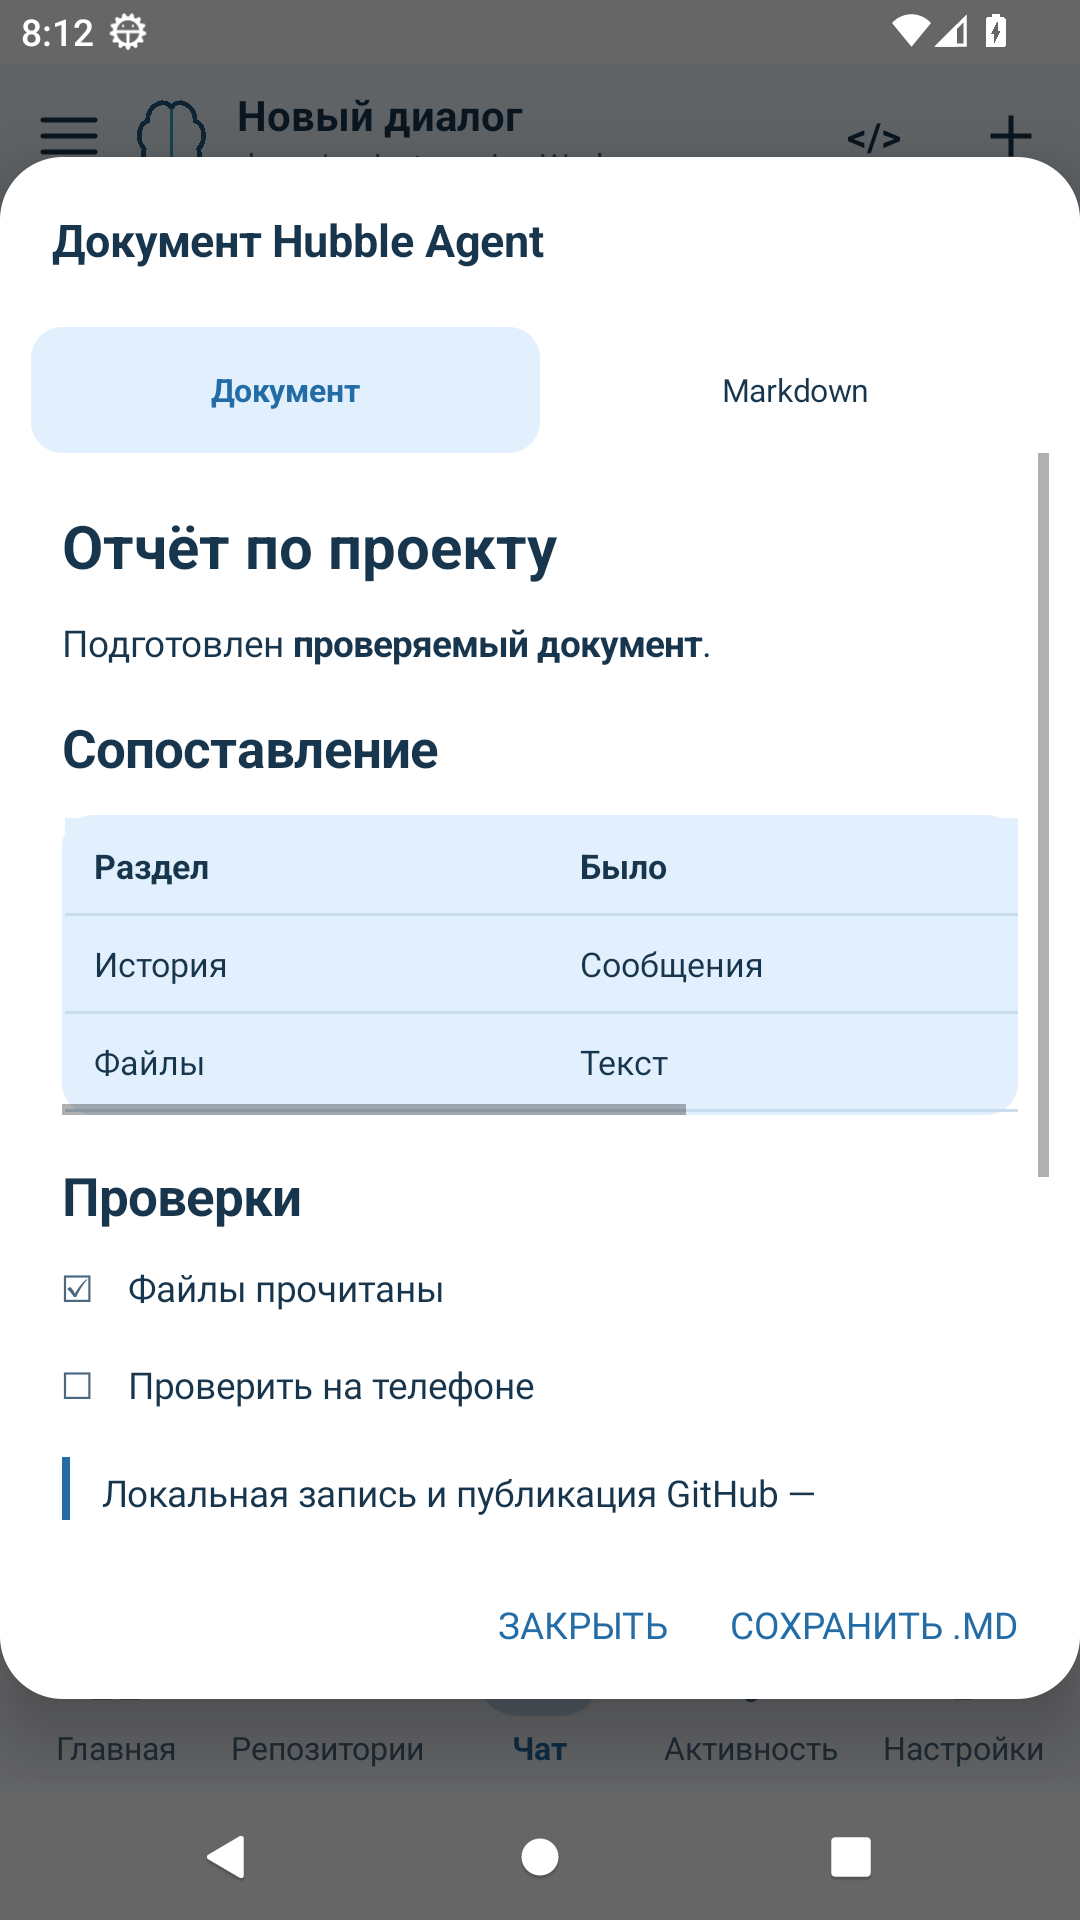 8:12
Новый диалог
</>
Документ Hubble Agent
Документ
Markdown
Отчёт по проекту
Подготовлен проверяемый документ.
Сопоставление
Раздел Было
История Сообщения
Файлы Текст
Проверки
☑ Файлы прочитаны
☐ Проверить на телефоне
Локальная запись и публикация GitHub —
ЗАКРЫТЬ СОХРАНИТЬ .MD
Главная Репозитории Чат Активность Настройки